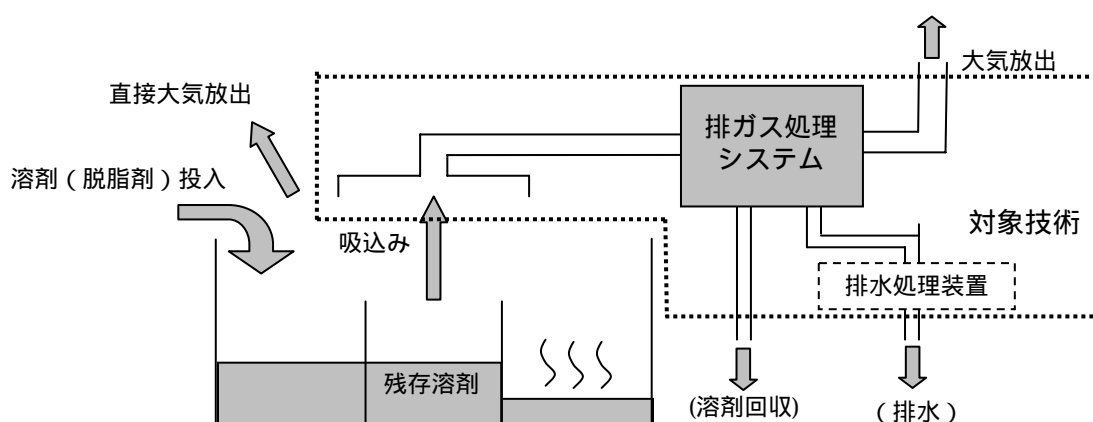 大気放出
直接大気放出
排ガス処理
システム
溶剤（脱脂剤）投入
対象技術
吸込み
排水処理装置
残存溶剤
(溶剤回収)
（排水）